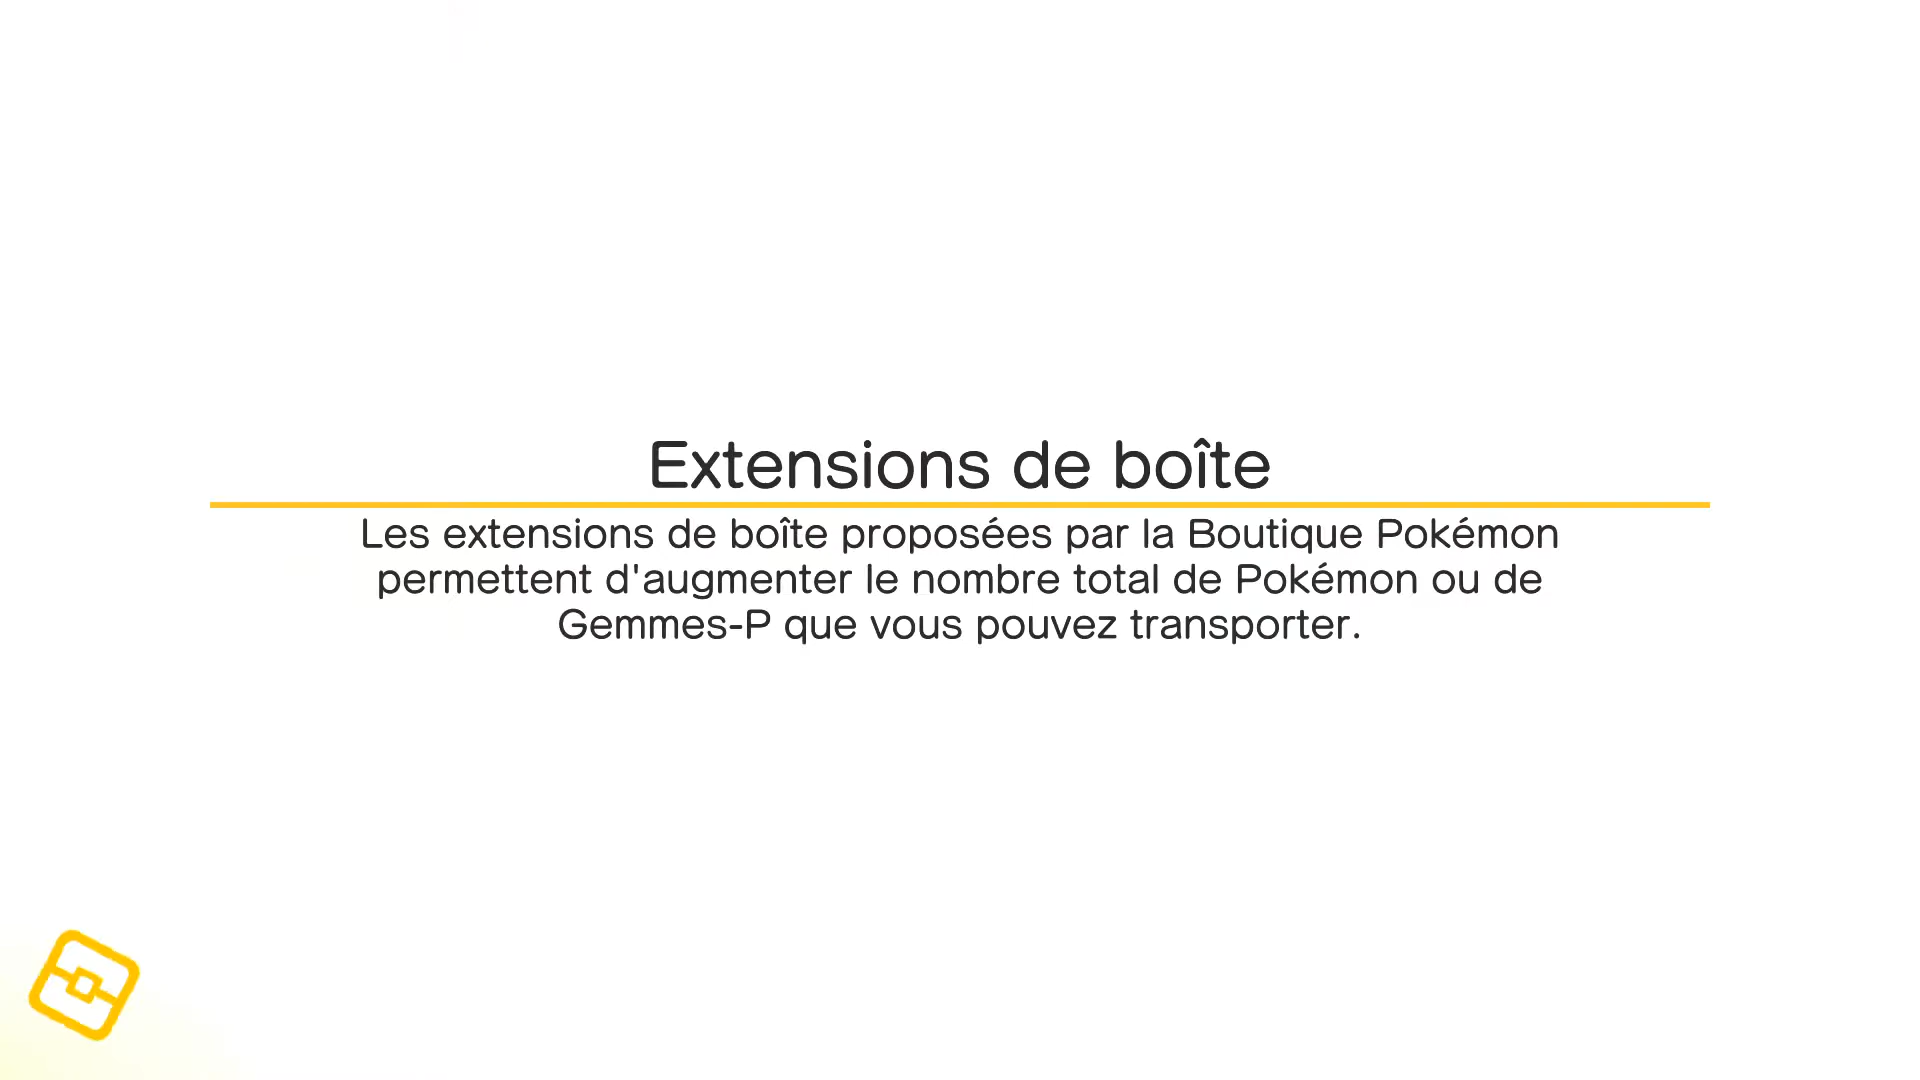 Extensions de boîte
Les extensions de boîte proposées par la Boutique Pokémon
permettent d'augmenter le nombre total de Pokémon ou de
Gemmes-P que vous pouvez transporter.